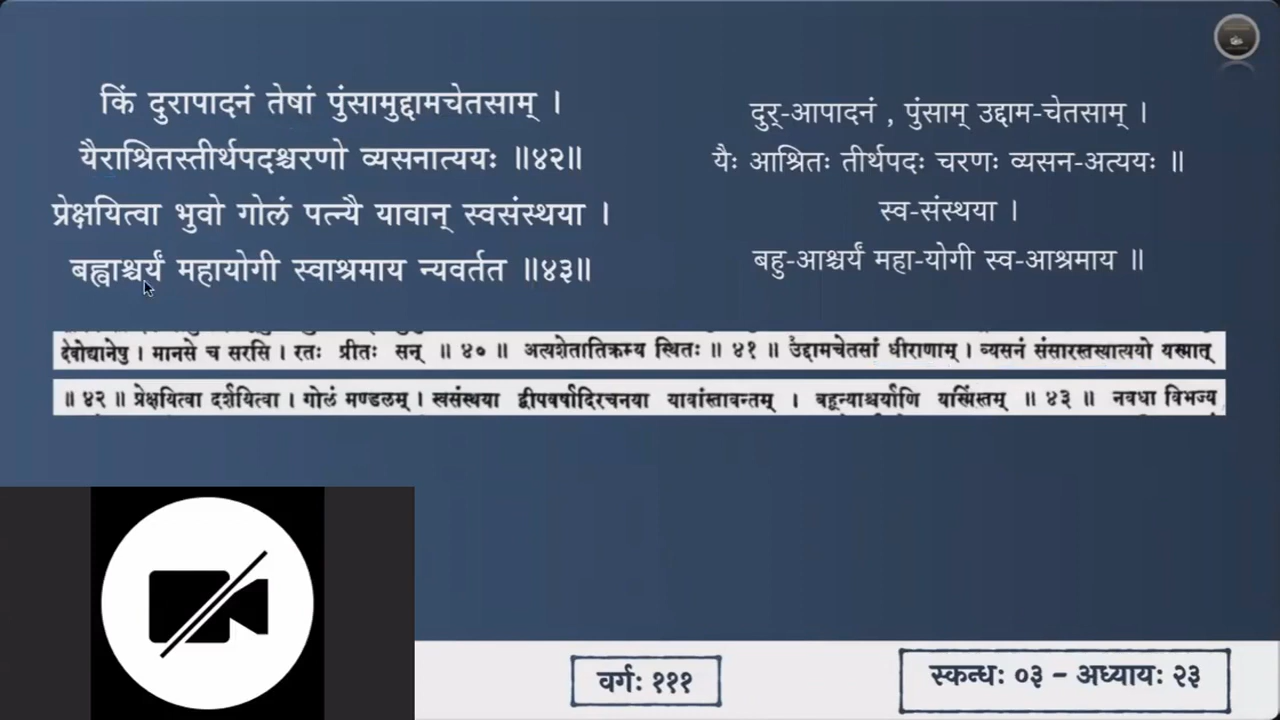 किं दुरापादनं तेषां पुंसामुद्दामचेतसाम् ।
यैराश्रितस्तीर्थपदश्चरणो व्यसनात्ययः ॥४२॥
प्रेक्षयित्वा भुवो गोलं पत्न्यै यावान् स्वसंस्थया ।
बह्वाश्चर्यं महायोगी स्वाश्रमाय न्यवर्तत ॥४३॥
दुर्-आपादनं , पुंसाम् उद्दाम-चेतसाम् ।
यैः आश्रितः तीर्थपदः चरणः व्यसन-अत्ययः ॥
स्व-संस्थया ।
बहु-आश्चर्यं महा-योगी स्व-आश्रमाय ॥
देवोद्यानेषु । मानसे च सरसि । रतः प्रीतः सन् ॥ ४० ॥ अत्यशेतातिक्रम्य स्थितः ॥ ४१ ॥ उद्दामचेतसां धीराणाम् । व्यसनं संसारस्तस्यात्ययो यस्मात्
॥ ४२ ॥ प्रेक्षयित्वा दर्शयित्वा । गोलं मण्डलम् । स्वसंस्थया द्वीपवर्षादिरचनया यावांस्तावन्तम् । बहून्याश्चर्याणि यस्मिंस्तम् ॥ ४३ ॥ नवधा विभज्य
वर्गः १११
स्कन्धः ०३ – अध्यायः २३